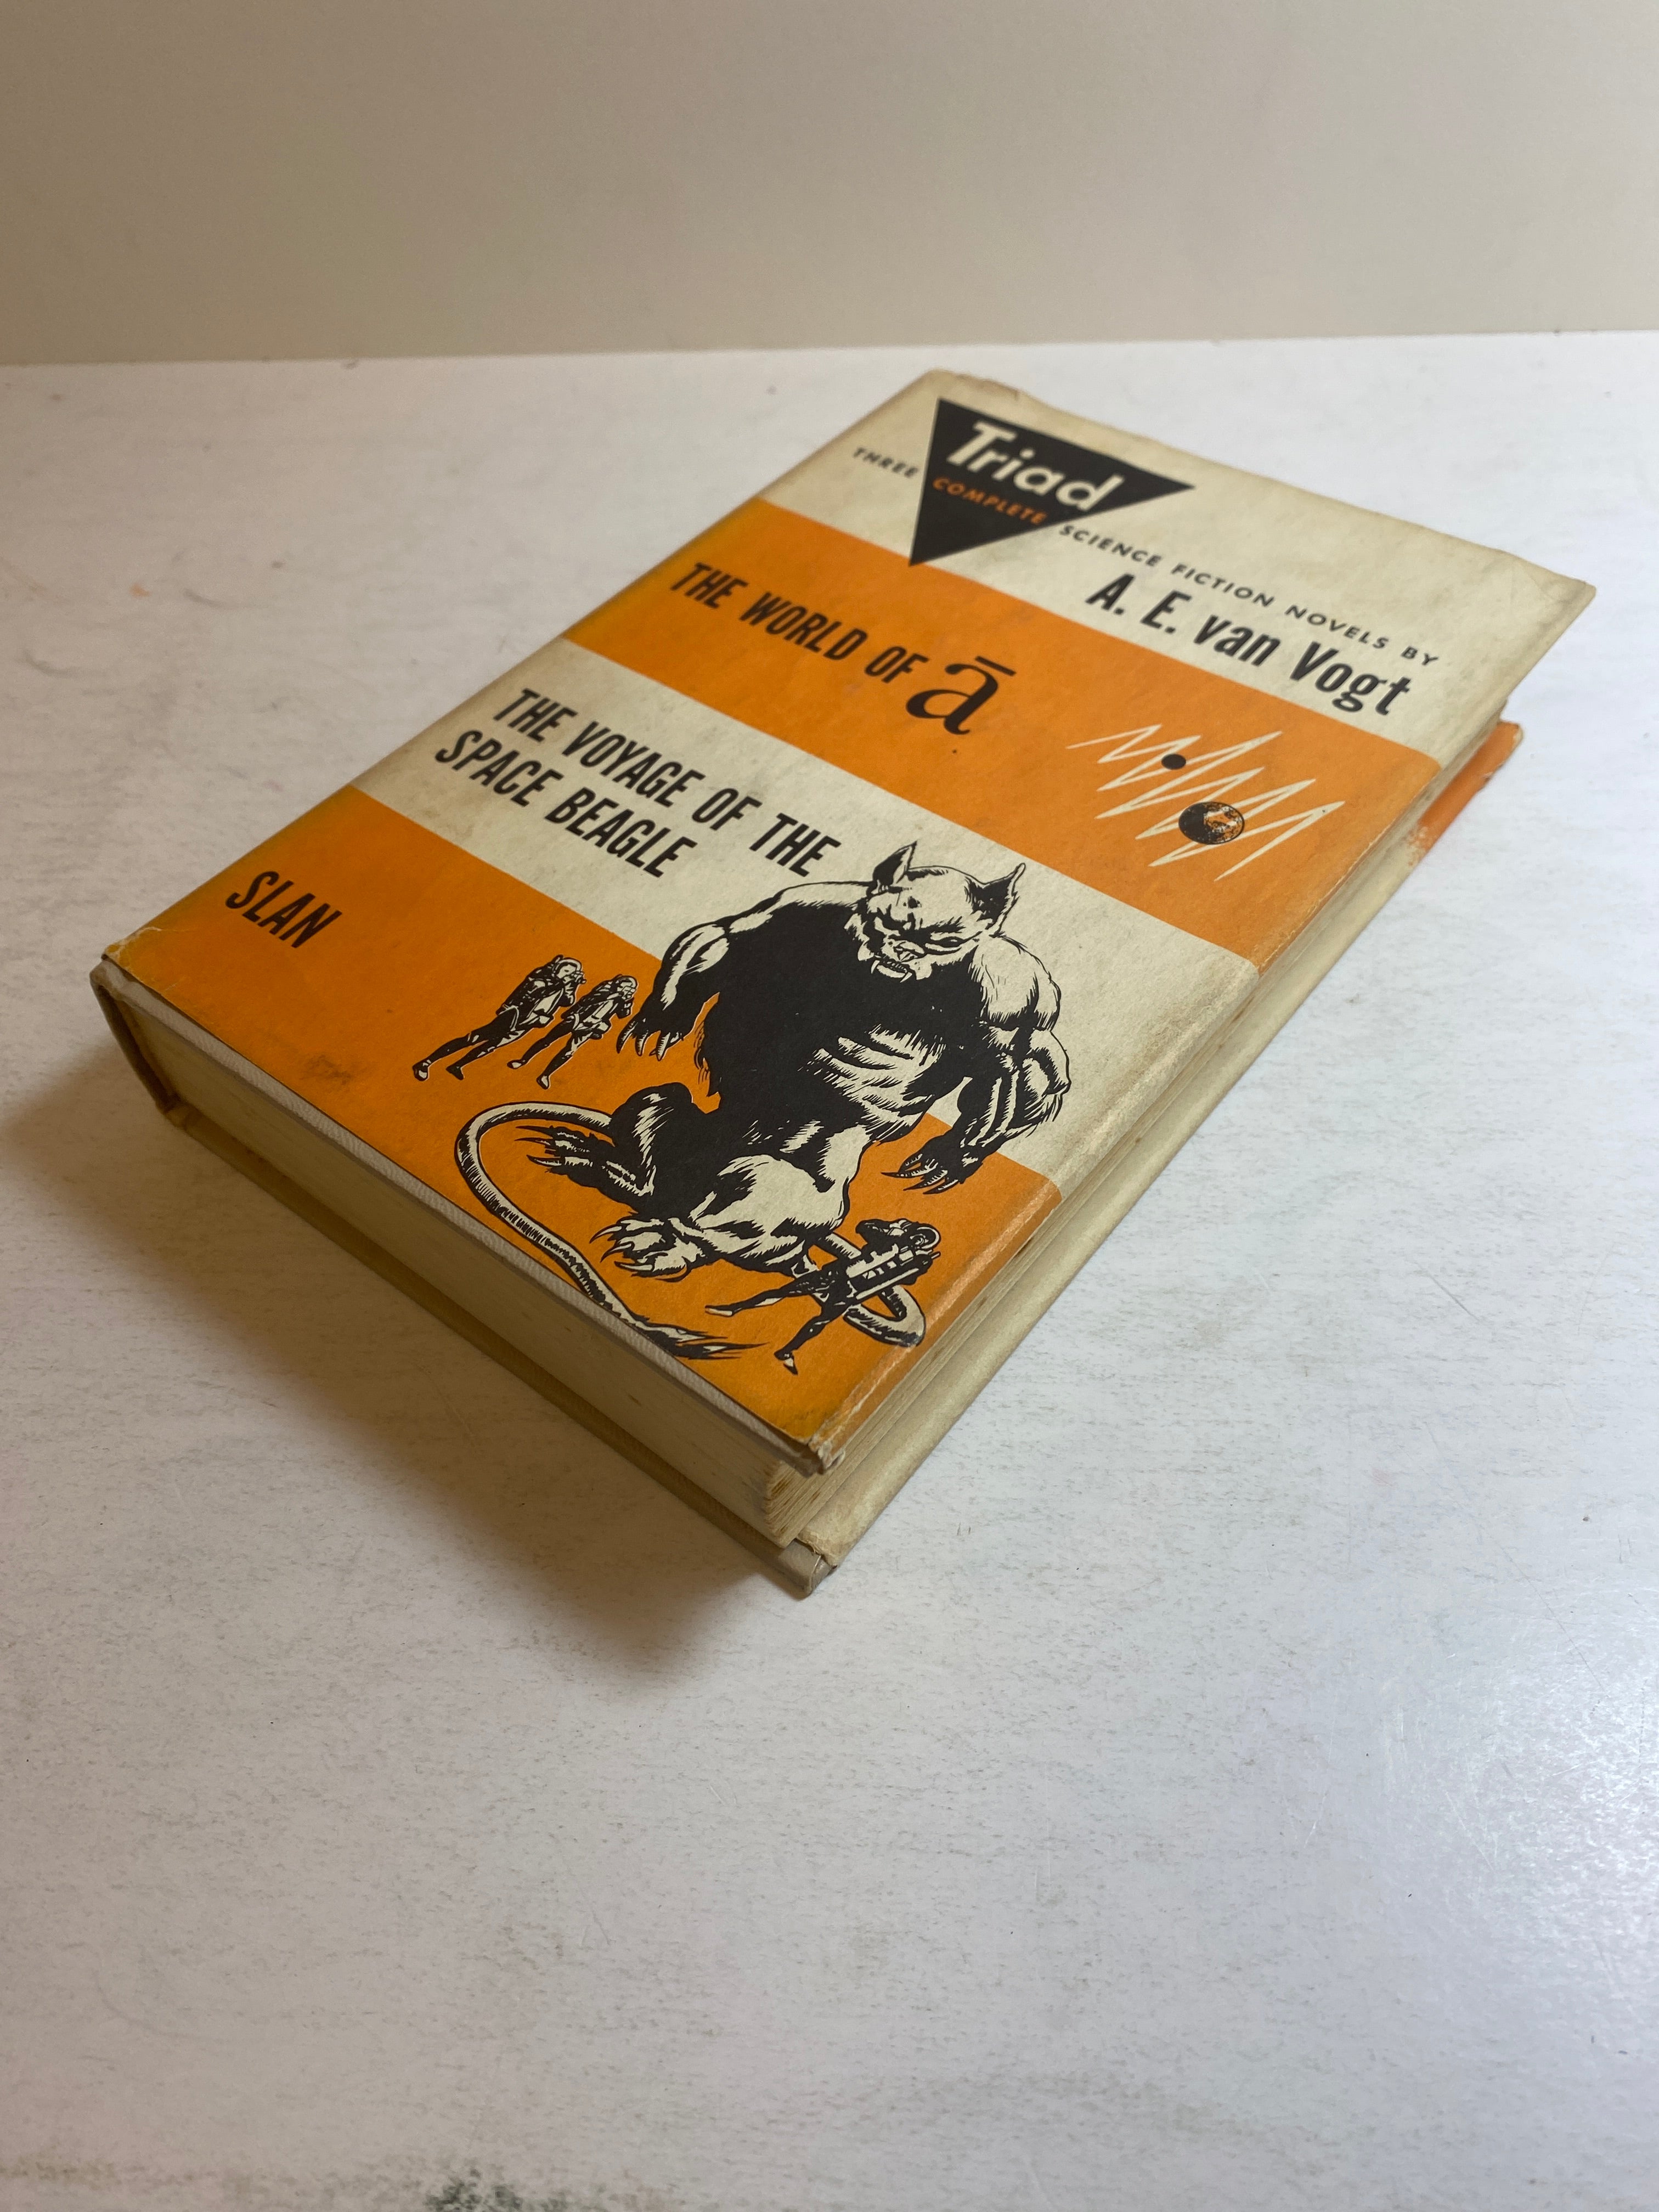 Triad
THREE COMPLETE SCIENCE FICTION NOVELS BY
A. E. van Vogt
THE WORLD OF Ā
THE VOYAGE OF THE
SPACE BEAGLE
SLAN